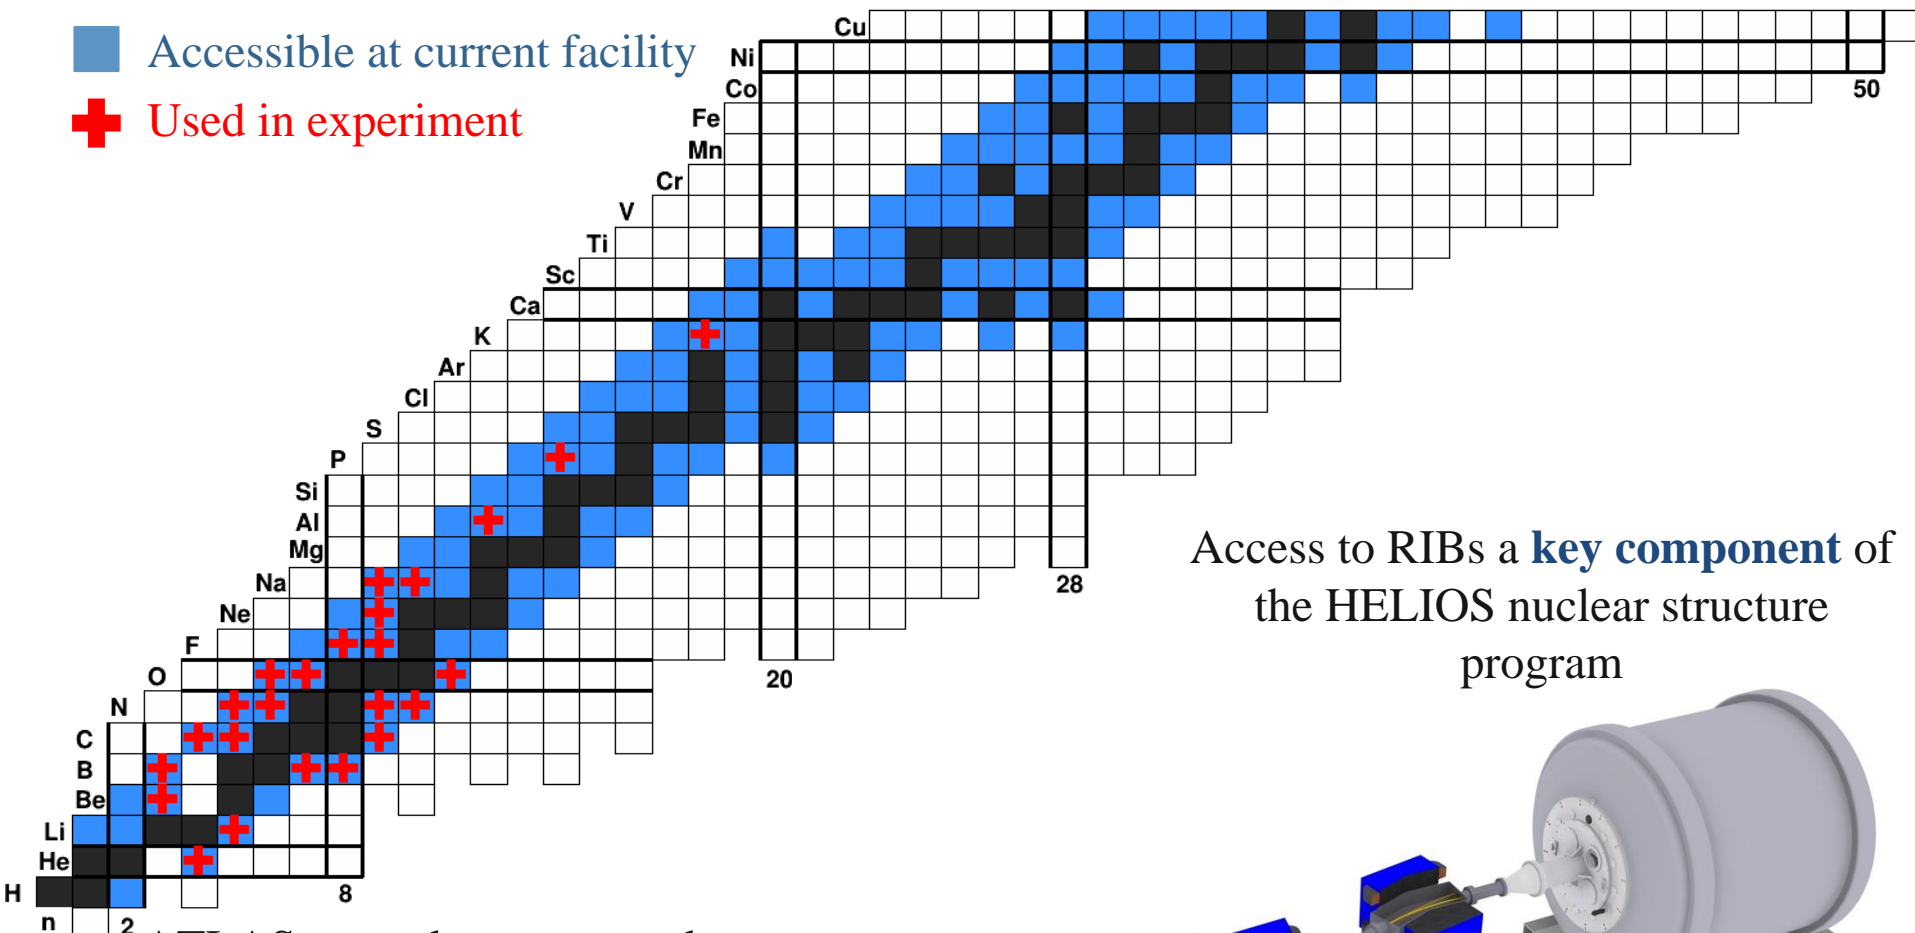 Accessible at current facility
Used in experiment
Cu
Ni
Co
50
Fe
Mn
Cr
V
Ti
Sc
Ca
K
Ar
Cl
S
P
Si
Al
Mg
Na
28
Ne
F
O
20
N
C
B
Be
Li
He
H
8
n
2
Access to RIBs a key component of
the HELIOS nuclear structure
program